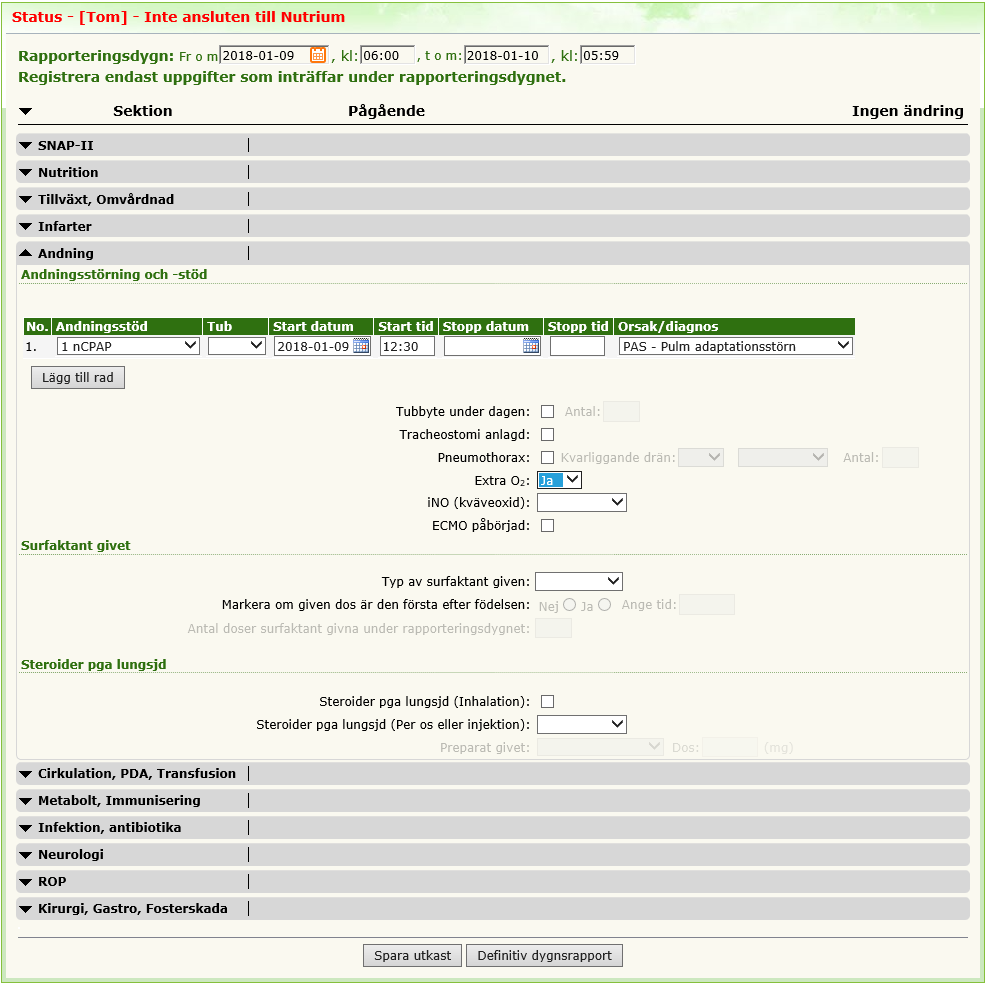 Status - [Tom] - Inte ansluten till Nutrium
Rapporteringsdygn: Fr o m 2018-01-09 , kl: 06:00 , t o m: 2018-01-10 , kl: 05:59
Registrera endast uppgifter som inträffar under rapporteringsdygnet.
Sektion Pågående Ingen ändring
SNAP-II
Nutrition
Tillväxt, Omvårdnad
Infarter
Andning
Andningsstörning och -stöd
No. Andningsstöd Tub Start datum Start tid Stopp datum Stopp tid Orsak/diagnos
1. 1 nCPAP 2018-01-09 12:30 PAS - Pulm adaptationsstörn
Lägg till rad
Tubbyte under dagen: Antal:
Tracheostomi anlagd:
Pneumothorax: Kvarliggande drän: Antal:
Extra O₂: Ja
iNO (kväveoxid):
ECMO påbörjad:
Surfaktant givet
Typ av surfaktant given:
Markera om given dos är den första efter födelsen: Nej Ja Ange tid:
Antal doser surfaktant givna under rapporteringsdygnet:
Steroider pga lungsjd
Steroider pga lungsjd (Inhalation):
Steroider pga lungsjd (Per os eller injektion):
Preparat givet: Dos: (mg)
Cirkulation, PDA, Transfusion
Metabolt, Immunisering
Infektion, antibiotika
Neurologi
ROP
Kirurgi, Gastro, Fosterskada
Spara utkast Definitiv dygnsrapport